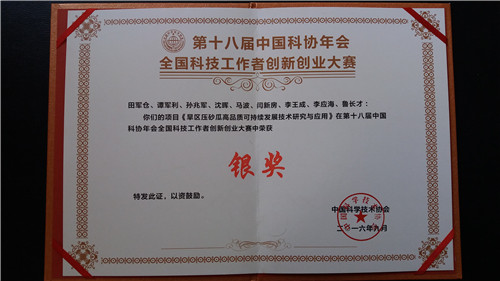 第十八届中国科协年会
全国科技工作者创新创业大赛
田军仓、谭军利、孙兆军、沈晖、马波、闫新房、李王成、李应海、鲁长才：
你们的项目《旱区压砂瓜高品质可持续发展技术研究与应用》在第十八届中国
科协年会全国科技工作者创新创业大赛中荣获
银奖
特发此证，以资鼓励。
中国科学技术协会
二〇一六年九月